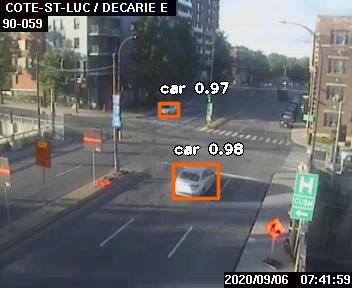 COTE-ST-LUC / DECARIE E
90-059
car 0.97
car 0.98
H
CUSM
2020/09/06 07:41:59